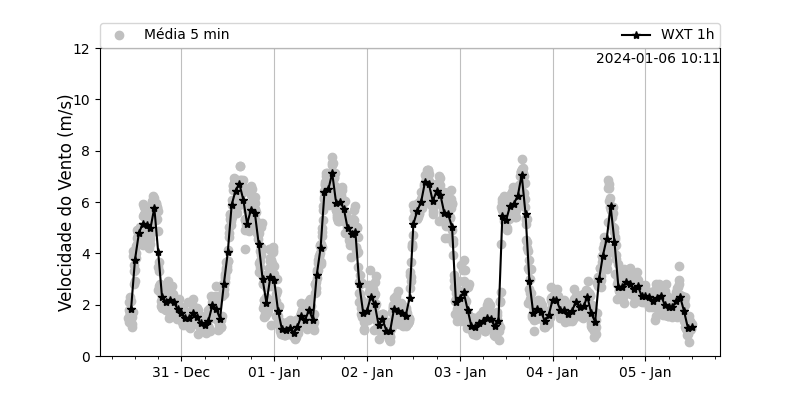 Média 5 min
WXT 1h
2024-01-06 10:11
Velocidade do Vento (m/s)
12
10
8
6
4
2
0
31 - Dec
01 - Jan
02 - Jan
03 - Jan
04 - Jan
05 - Jan